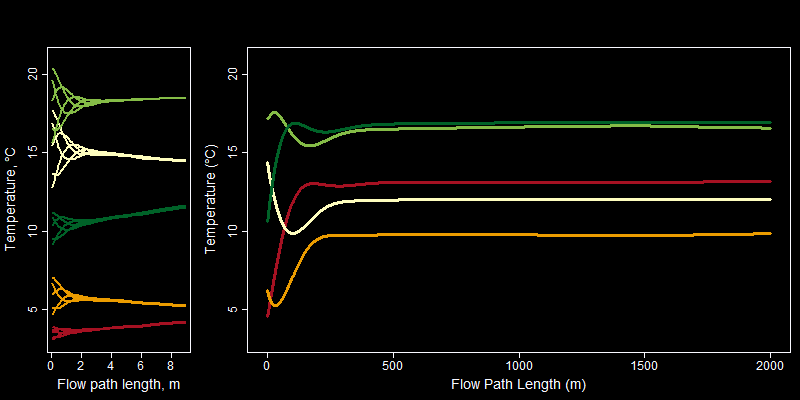 Temperature, °C
20
15
10
5
0 2 4 6 8
Flow path length, m
Temperature (°C)
20
15
10
5
0 500 1000 1500 2000
Flow Path Length (m)